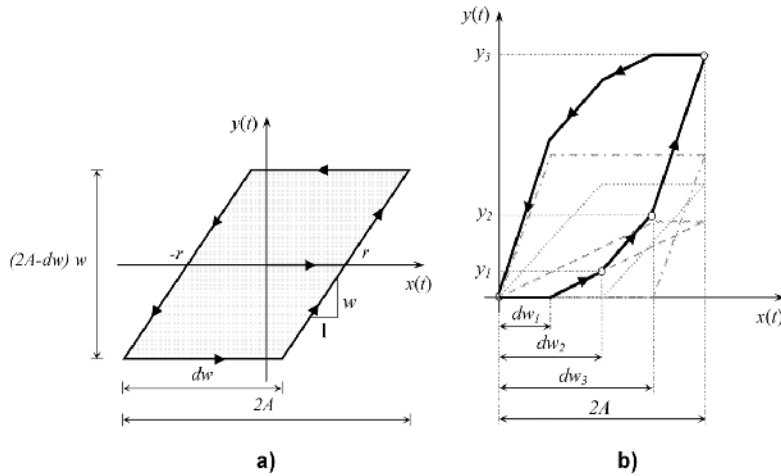 y(t)
(2A-dw) w
-r
r
x(t)
w
1
dw
2A
a)
y(t)
y3
y2
y1
x(t)
dw1
dw2
dw3
2A
b)